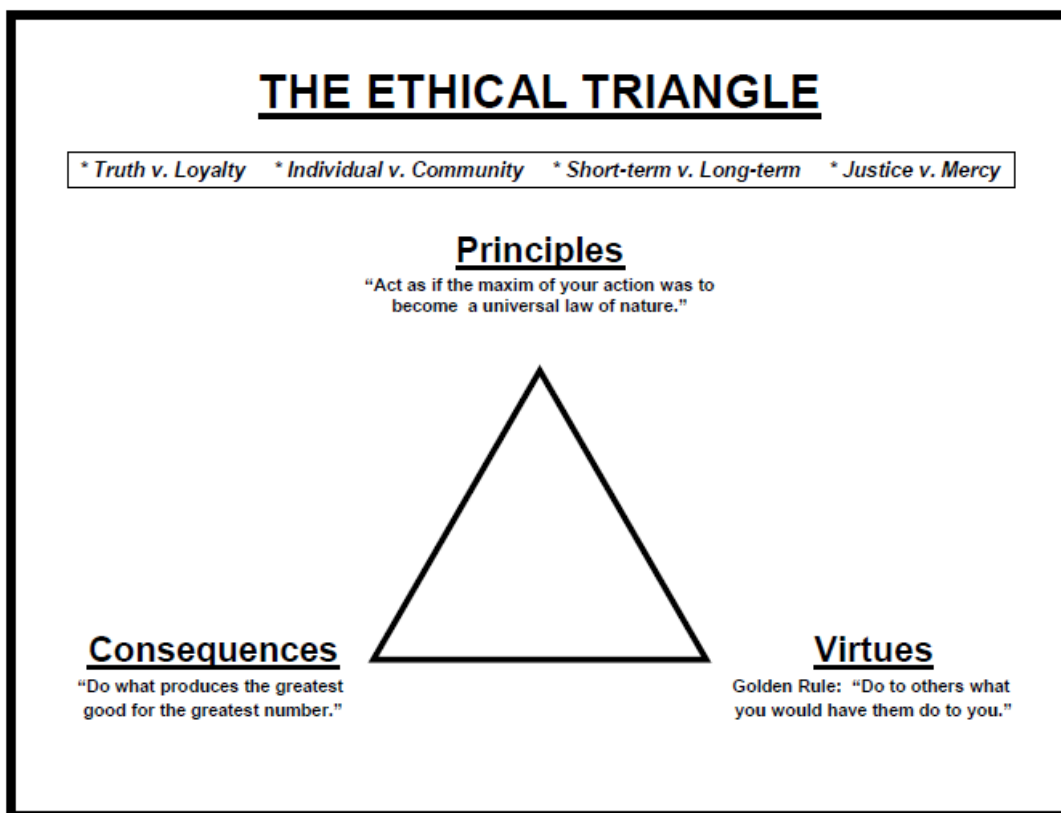 THE ETHICAL TRIANGLE
* Truth v. Loyalty * Individual v. Community * Short-term v. Long-term * Justice v. Mercy
Principles
“Act as if the maxim of your action was to
become a universal law of nature.”
Consequences
“Do what produces the greatest
good for the greatest number.”
Virtues
Golden Rule: “Do to others what
you would have them do to you.”